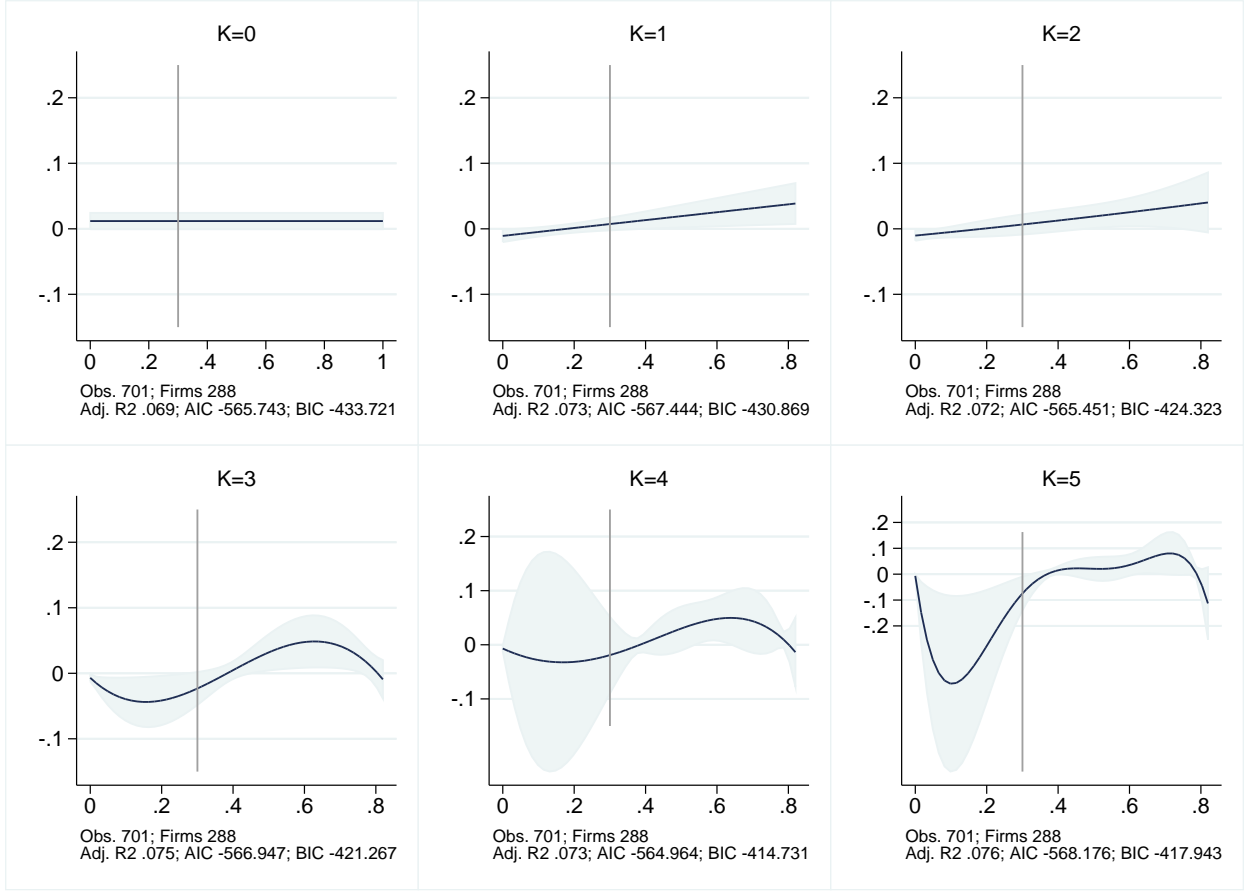 K=0
.2
.1
0
-.1
0 .2 .4 .6 .8 1
Obs. 701; Firms 288
Adj. R2 .069; AIC -565.743; BIC -433.721
K=1
.2
.1
0
-.1
0 .2 .4 .6 .8
Obs. 701; Firms 288
Adj. R2 .073; AIC -567.444; BIC -430.869
K=2
.2
.1
0
-.1
0 .2 .4 .6 .8
Obs. 701; Firms 288
Adj. R2 .072; AIC -565.451; BIC -424.323
K=3
.2
.1
0
-.1
0 .2 .4 .6 .8
Obs. 701; Firms 288
Adj. R2 .075; AIC -566.947; BIC -421.267
K=4
.2
.1
0
-.1
0 .2 .4 .6 .8
Obs. 701; Firms 288
Adj. R2 .073; AIC -564.964; BIC -414.731
K=5
.2
.1
0
-.1
-.2
0 .2 .4 .6 .8
Obs. 701; Firms 288
Adj. R2 .076; AIC -568.176; BIC -417.943